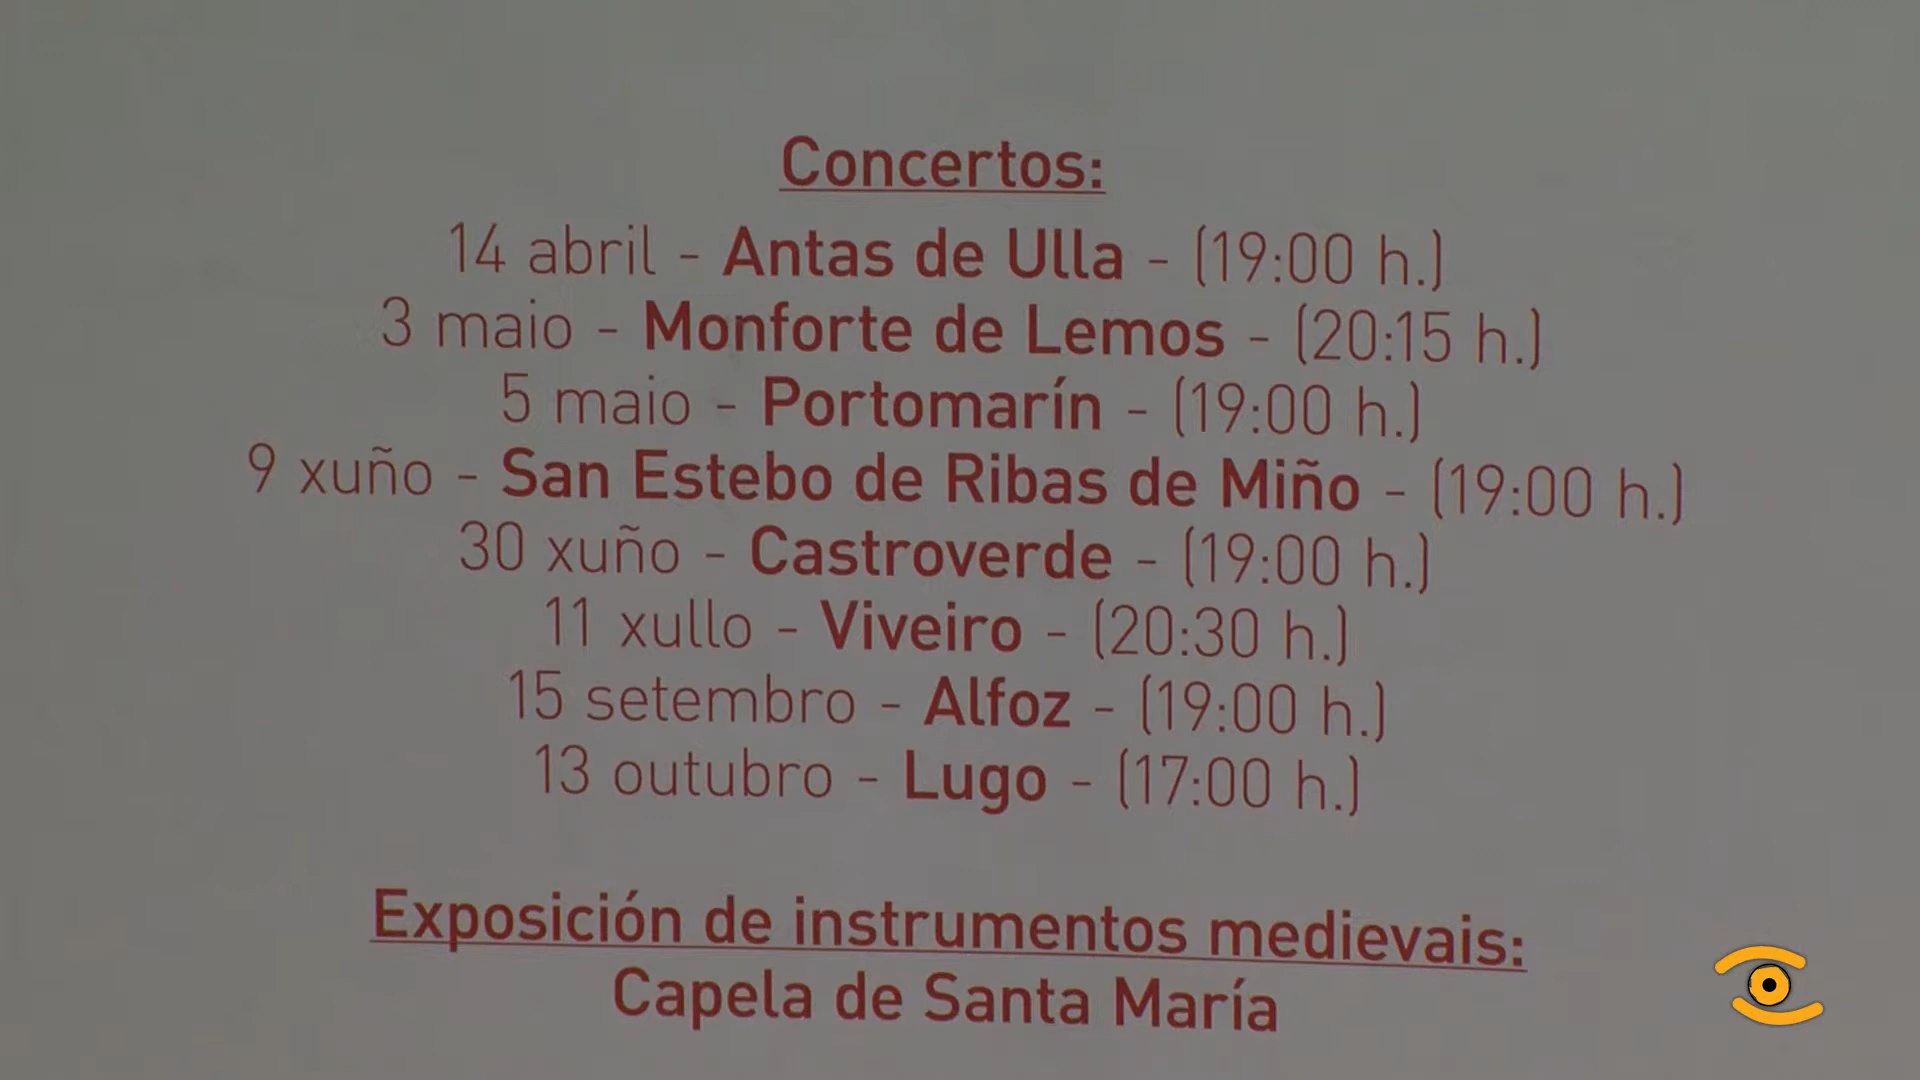 Concertos:
14 abril - Antas de Ulla - (19:00 h.)
3 maio - Monforte de Lemos - (20:15 h.)
5 maio - Portomarín - (19:00 h.)
9 xuño - San Estebo de Ribas de Miño - (19:00 h.)
30 xuño - Castroverde - (19:00 h.)
11 xullo - Viveiro - (20:30 h.)
15 setembro - Alfoz - (19:00 h.)
13 outubro - Lugo - (17:00 h.)
Exposición de instrumentos medievais:
Capela de Santa María